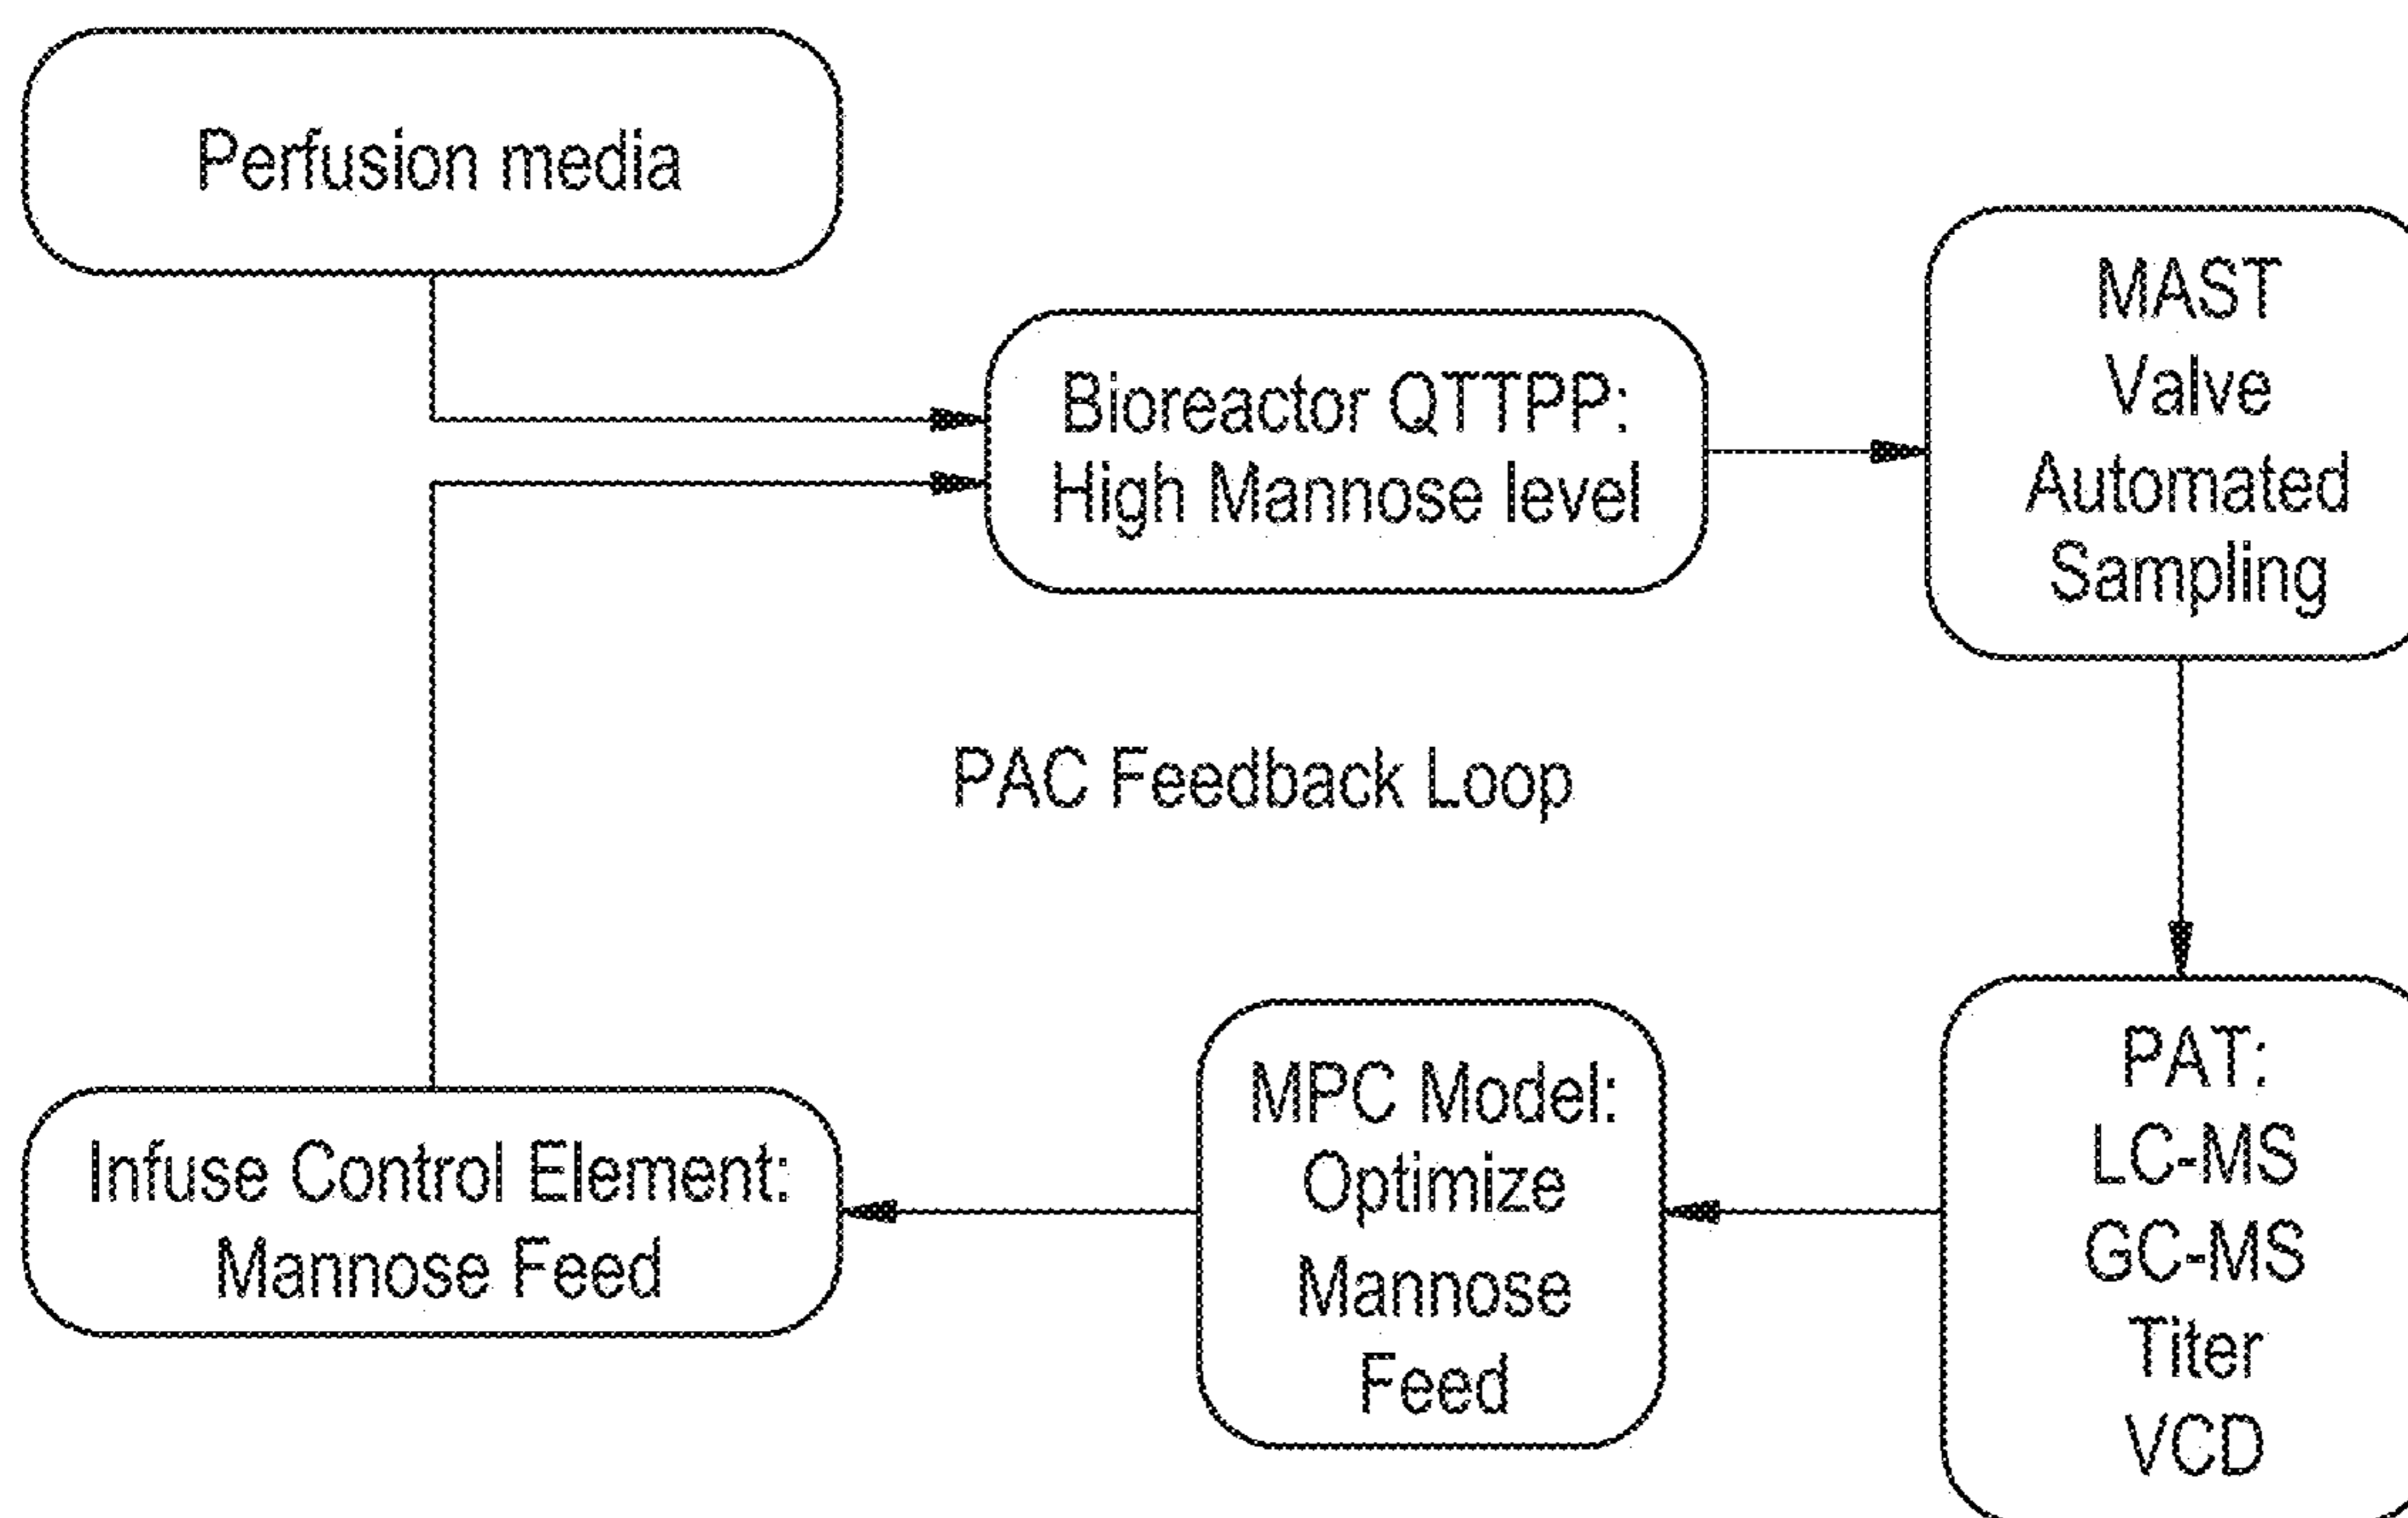 Perfusion media
Bioreactor QTTPP:
High Mannose level
MAST
Valve
Automated
Sampling
PAC Feedback Loop
Infuse Control Element:
Mannose Feed
MPC Model:
Optimize
Mannose
Feed
PAT:
LC-MS
GC-MS
Titer
VCD